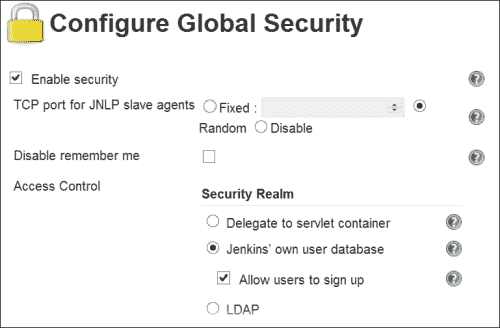 Configure Global Security
Enable security
TCP port for JNLP slave agents Fixed :
Random Disable
Disable remember me
Access Control
Security Realm
Delegate to servlet container
Jenkins' own user database
Allow users to sign up
LDAP